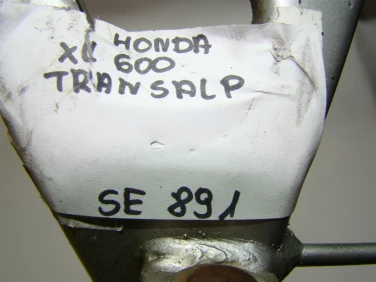 HONDA
XL 600
TRANSALP
SE 891